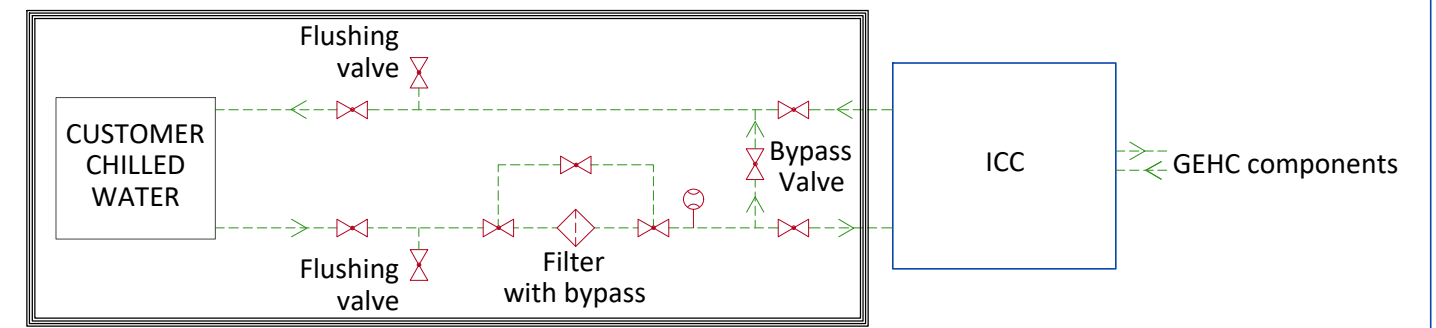 Flushing
valve
CUSTOMER
CHILLED
WATER
Bypass
Valve
ICC
GEHC components
Flushing
valve
Filter
with bypass